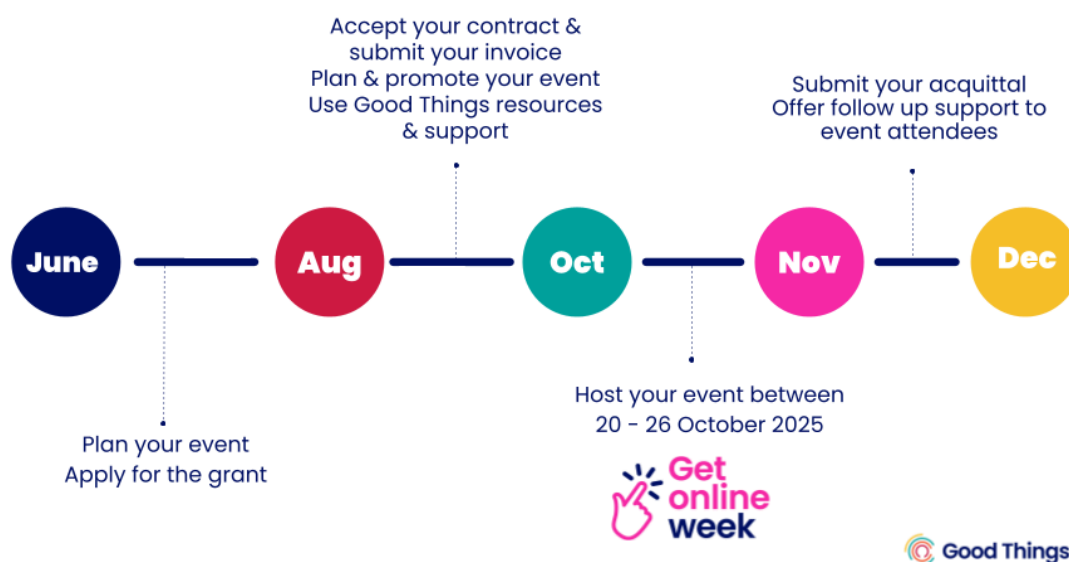 Accept your contract &
submit your invoice
Plan & promote your event
Use Good Things resources
& support
Submit your acquittal
Offer follow up support to
event attendees
June
Aug
Oct
Nov
Dec
Plan your event
Apply for the grant
Host your event between
20 - 26 October 2025
Get
online
week
Good Things